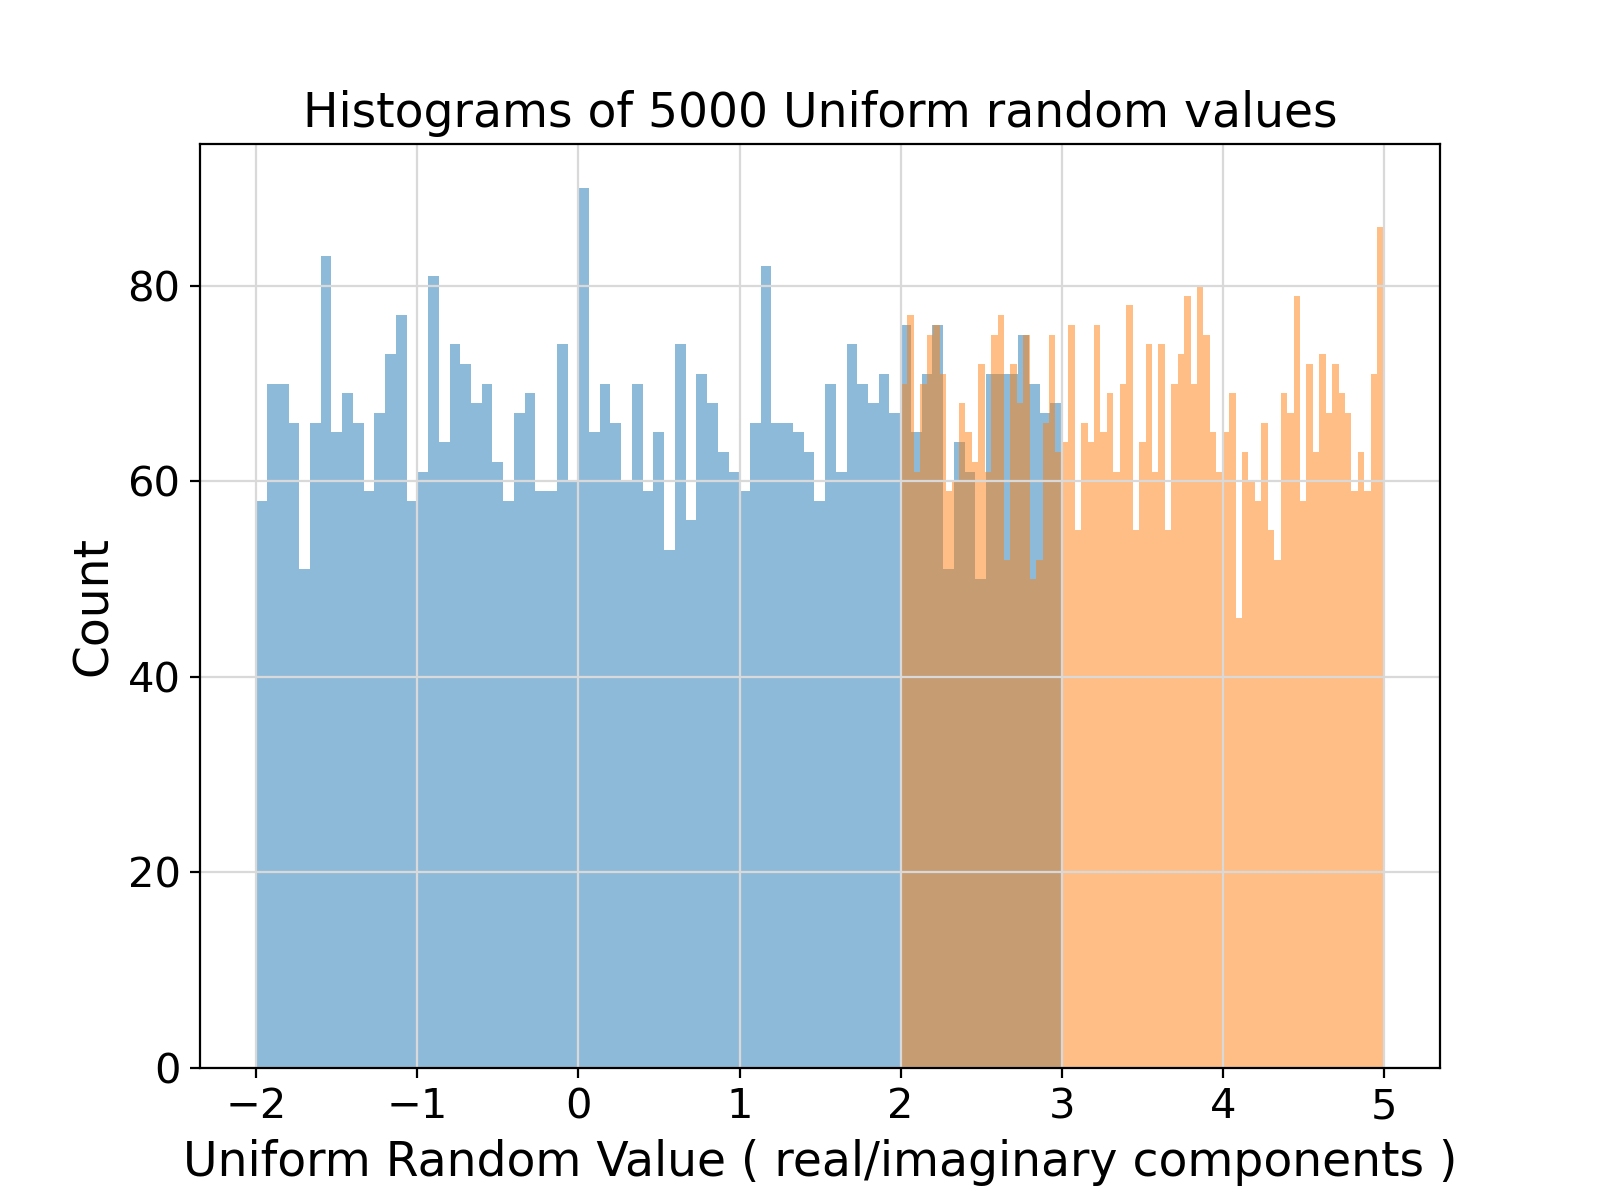 Histograms of 5000 Uniform random values
80
60
40
20
0
Count
−2 −1 0 1 2 3 4 5
Uniform Random Value ( real/imaginary components )